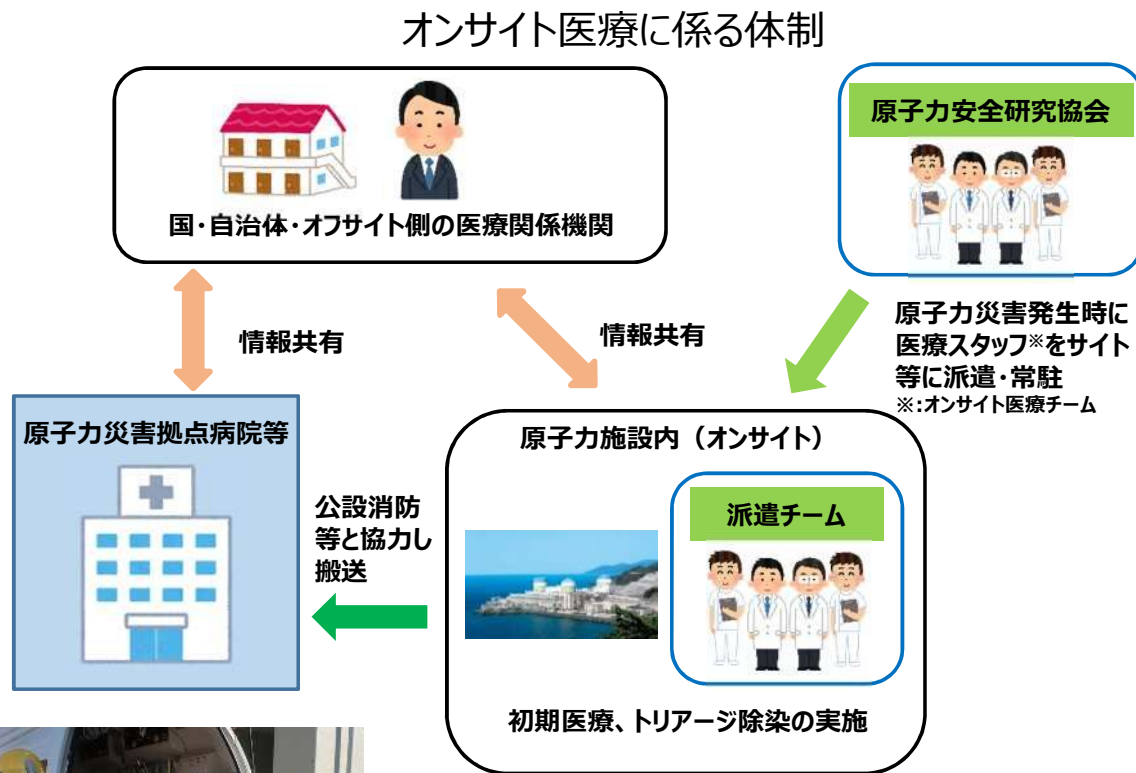 オンサイト医療に係る体制
原子力安全研究協会
国・自治体・オフサイト側の医療関係機関
情報共有
情報共有
原子力災害発生時に
医療スタッフ※をサイト
等に派遣・常駐
※:オンサイト医療チーム
原子力災害拠点病院等
公設消防
等と協力し
搬送
原子力施設内（オンサイト）
派遣チーム
初期医療、トリアージ除染の実施